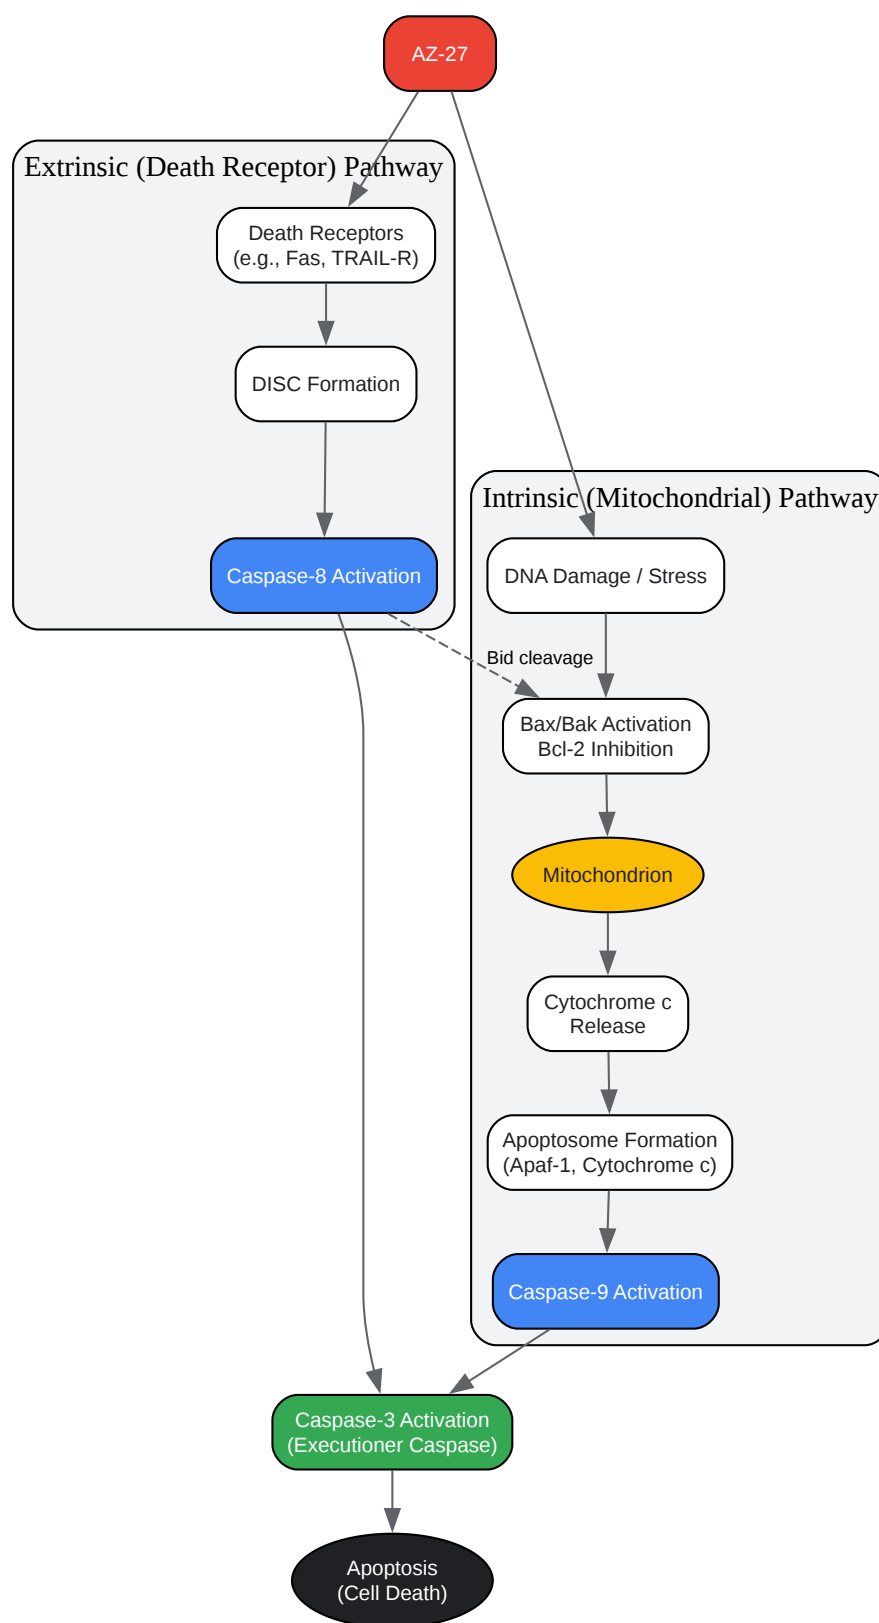 AZ-27
Extrinsic (Death Receptor) Pathway
Death Receptors
(e.g., Fas, TRAIL-R)
DISC Formation
Caspase-8 Activation
Intrinsic (Mitochondrial) Pathway
DNA Damage / Stress
Bid cleavage
Bax/Bak Activation
Bcl-2 Inhibition
Mitochondrion
Cytochrome c
Release
Apoptosome Formation
(Apaf-1, Cytochrome c)
Caspase-9 Activation
Caspase-3 Activation
(Executioner Caspase)
Apoptosis
(Cell Death)